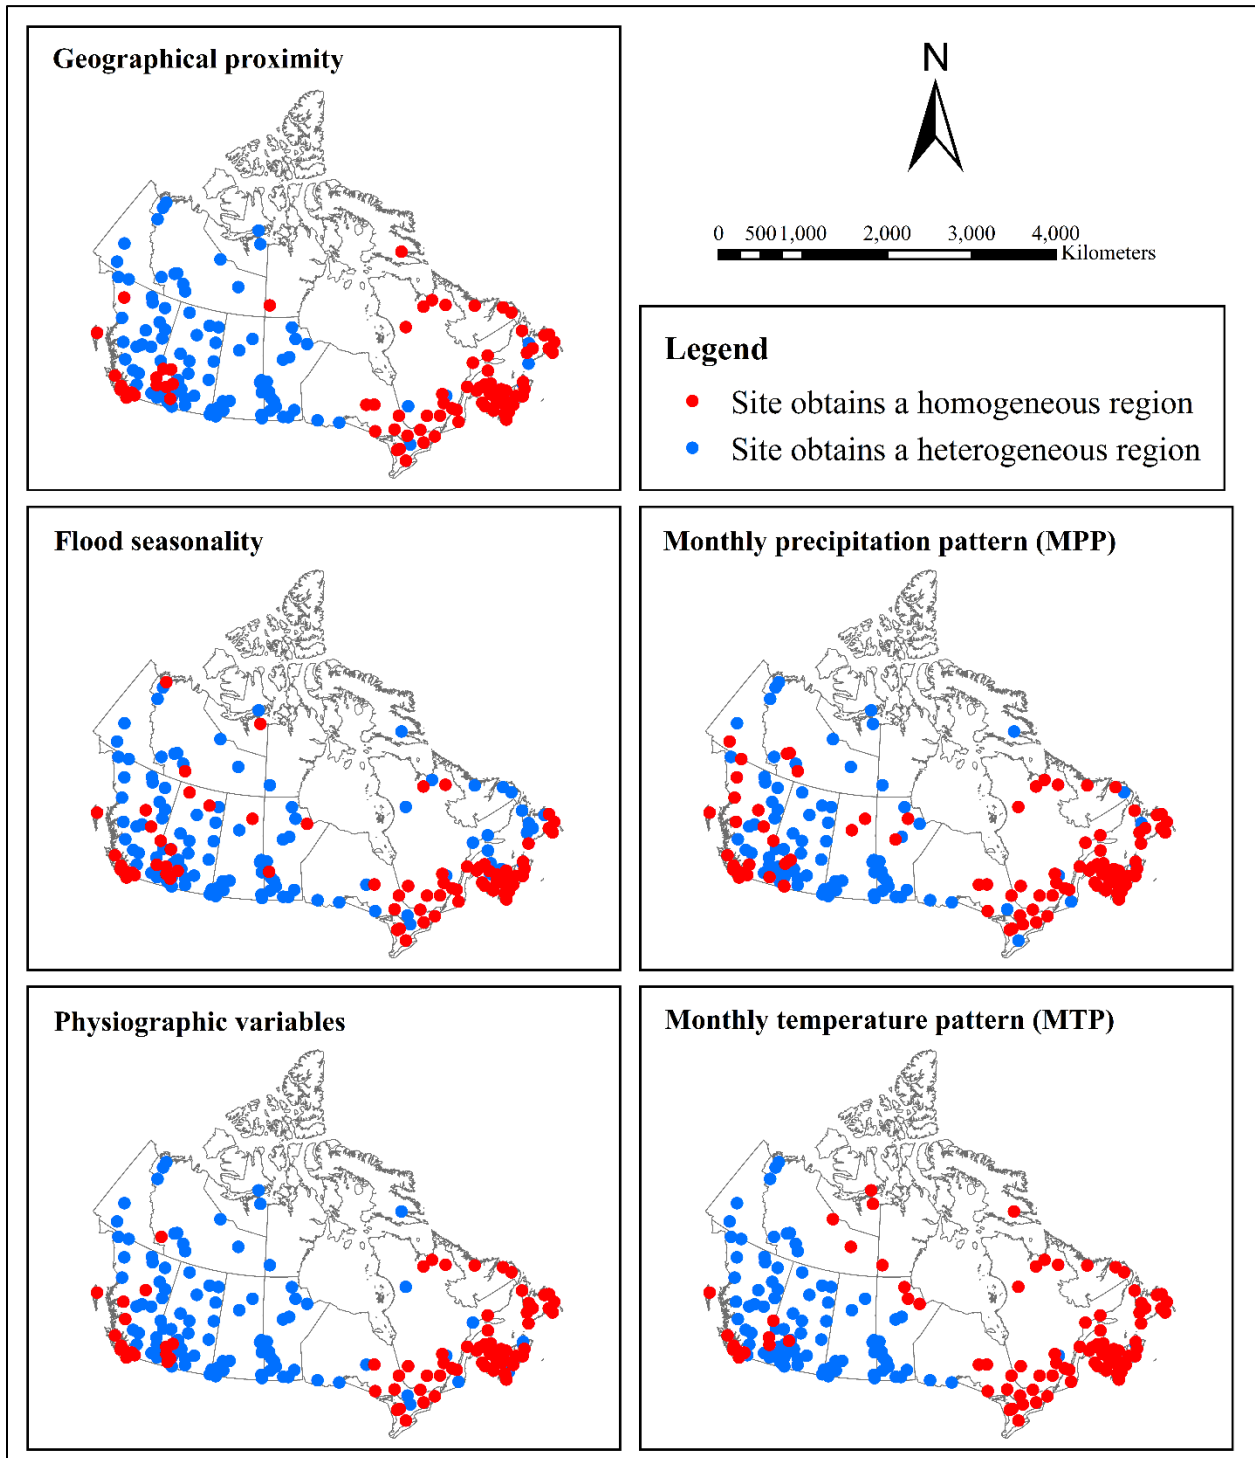 Geographical proximity
N
0 500 1,000 2,000 3,000 4,000
Kilometers
Legend
Site obtains a homogeneous region
Site obtains a heterogeneous region
Flood seasonality
Monthly precipitation pattern (MPP)
Physiographic variables
Monthly temperature pattern (MTP)